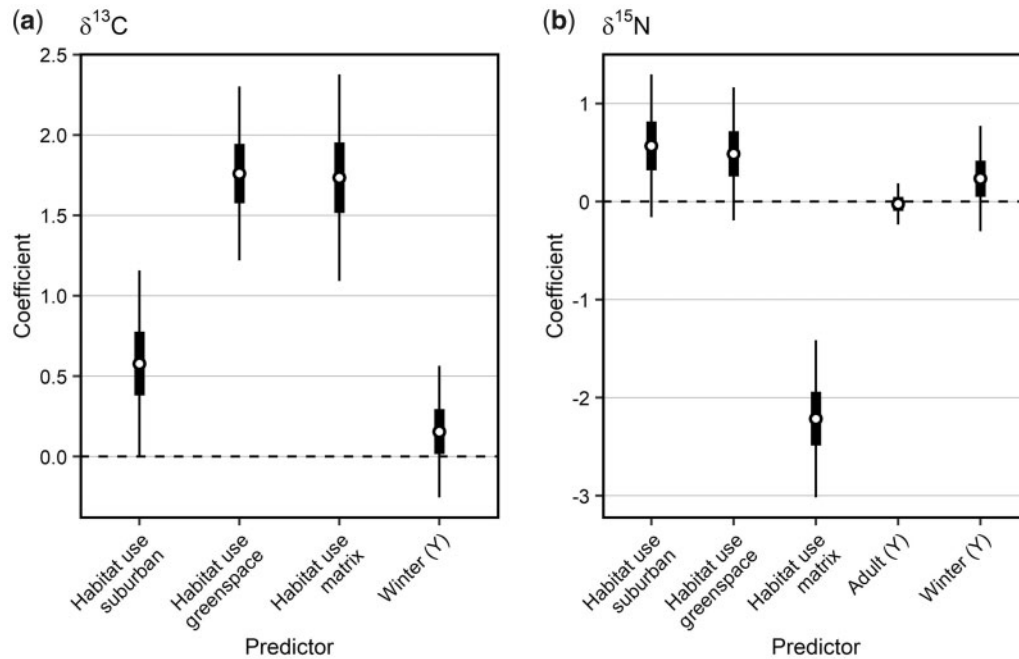 (a) δ¹³C
2.5
2.0
1.5
1.0
0.5
0.0
Coefficient
Habitat use
suburban
Habitat use
greenspace
Habitat use
matrix
Winter (Y)
Predictor
(b) δ¹⁵N
1
0
-1
-2
-3
Coefficient
Habitat use
suburban
Habitat use
greenspace
Habitat use
matrix
Adult (Y)
Winter (Y)
Predictor